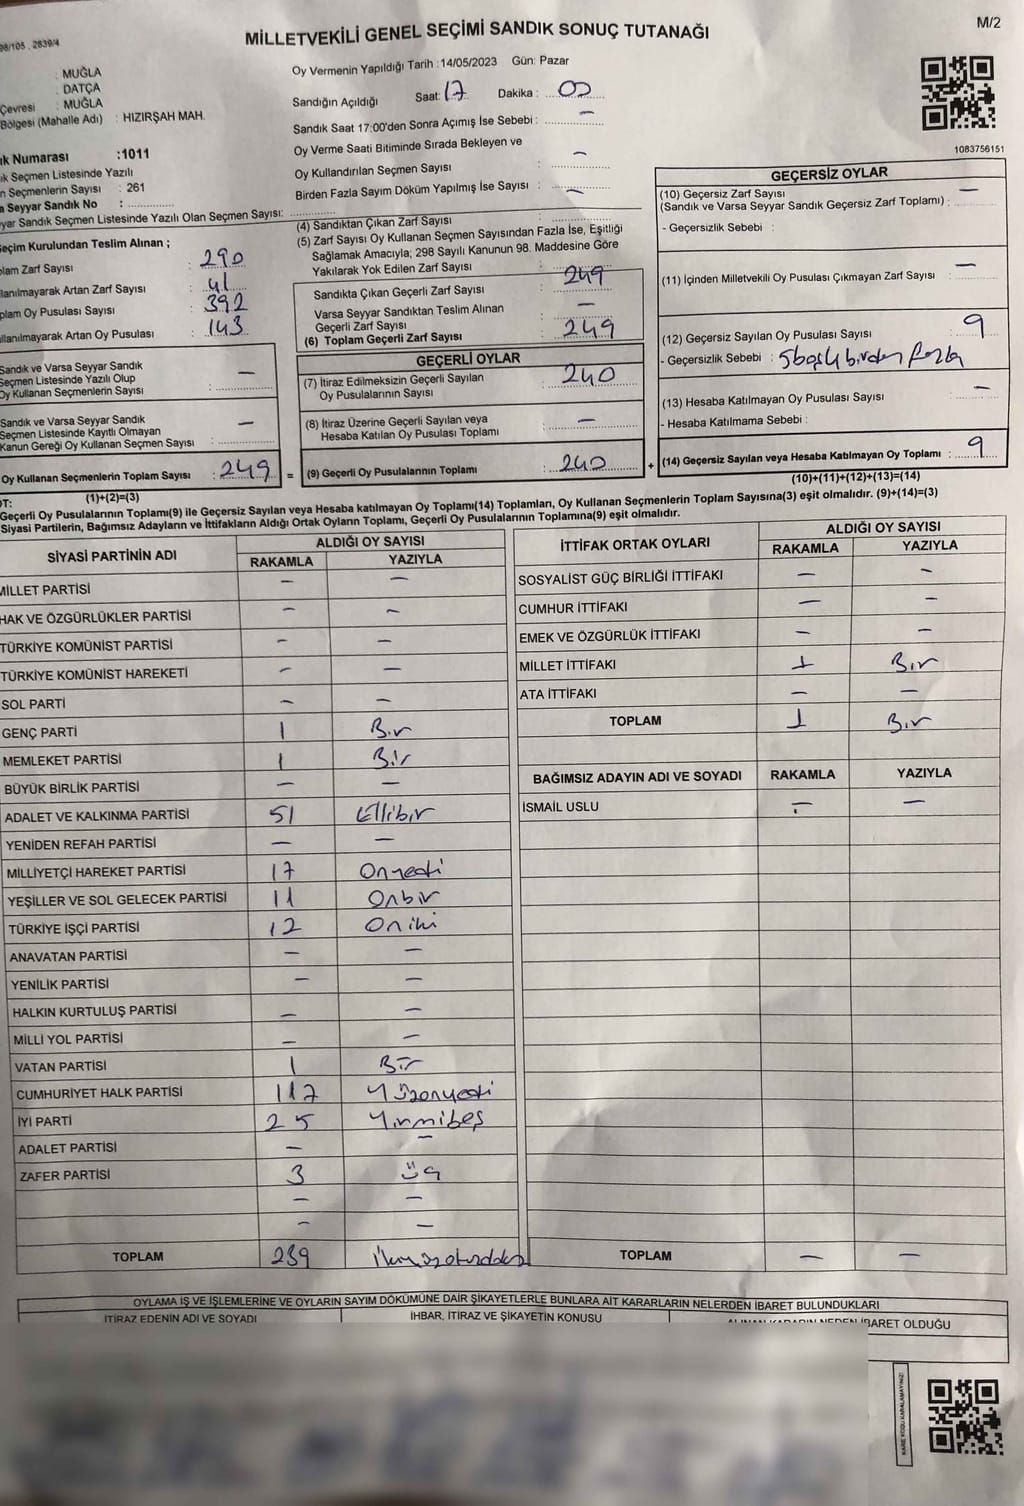 98/105 , 2839/4
MİLLETVEKİLİ GENEL SEÇİMİ SANDIK SONUÇ TUTANAĞI
M/2
: MUĞLA
: DATÇA
Çevresi : MUĞLA
Bölgesi (Mahalle Adı) : HIZIRŞAH MAH.
Oy Vermenin Yapıldığı Tarih :14/05/2023 Gün: Pazar
Sandığın Açıldığı Saat: 17 Dakika : 00
Sandık Saat 17:00'den Sonra Açımış İse Sebebi : —
Oy Verme Saati Bitiminde Sırada Bekleyen ve
Oy Kullandırılan Seçmen Sayısı : —
Birden Fazla Sayım Döküm Yapılmış İse Sayısı : —
1083756151
ık Numarası :1011
ık Seçmen Listesinde Yazılı
n Seçmenlerin Sayısı : 261
a Seyyar Sandık No :
yyar Sandık Seçmen Listesinde Yazılı Olan Seçmen Sayısı:
eçim Kurulundan Teslim Alınan ;
plam Zarf Sayısı : 290
llanılmayarak Artan Zarf Sayısı : 41
plam Oy Pusulası Sayısı : 392
llanılmayarak Artan Oy Pusulası : 143
Sandık ve Varsa Seyyar Sandık
Seçmen Listesinde Yazılı Olup
Oy Kullanan Seçmenlerin Sayısı : —
Sandık ve Varsa Seyyar Sandık
Seçmen Listesinde Kayıtlı Olmayan
Kanun Gereği Oy Kullanan Seçmen Sayısı : —
Oy Kullanan Seçmenlerin Toplam Sayısı : 249 =
(1)+(2)=(3)
(4) Sandıktan Çıkan Zarf Sayısı :
(5) Zarf Sayısı Oy Kullanan Seçmen Sayısından Fazla İse, Eşitliği
Sağlamak Amacıyla; 298 Sayılı Kanunun 98. Maddesine Göre
Yakılarak Yok Edilen Zarf Sayısı :
Sandıkta Çıkan Geçerli Zarf Sayısı : 249
Varsa Seyyar Sandıktan Teslim Alınan
Geçerli Zarf Sayısı : —
(6) Toplam Geçerli Zarf Sayısı : 249
GEÇERLİ OYLAR
(7) İtiraz Edilmeksizin Geçerli Sayılan
Oy Pusulalarının Sayısı : 240
(8) İtiraz Üzerine Geçerli Sayılan veya
Hesaba Katılan Oy Pusulası Toplamı : —
(9) Geçerli Oy Pusulalarının Toplamı : 240 +
GEÇERSİZ OYLAR
(10) Geçersiz Zarf Sayısı —
(Sandık ve Varsa Seyyar Sandık Geçersiz Zarf Toplamı) :
- Geçersizlik Sebebi :
(11) İçinden Milletvekili Oy Pusulası Çıkmayan Zarf Sayısı : —
(12) Geçersiz Sayılan Oy Pusulası Sayısı : 9
- Geçersizlik Sebebi : birden fazla
(13) Hesaba Katılmayan Oy Pusulası Sayısı : —
- Hesaba Katılmama Sebebi :
(14) Geçersiz Sayılan veya Hesaba Katılmayan Oy Toplamı : 9
(10)+(11)+(12)+(13)=(14)
OT:
Geçerli Oy Pusulalarının Toplamı(9) ile Geçersiz Sayılan veya Hesaba katılmayan Oy Toplamı(14) Toplamları, Oy Kullanan Seçmenlerin Toplam Sayısına(3) eşit olmalıdır. (9)+(14)=(3)
Siyasi Partilerin, Bağımsız Adayların ve İttifakların Aldığı Ortak Oyların Toplamı, Geçerli Oy Pusulalarının Toplamına(9) eşit olmalıdır.
SİYASİ PARTİNİN ADI ALDIĞI OY SAYISI
RAKAMLA YAZIYLA
MİLLET PARTİSİ — —
HAK VE ÖZGÜRLÜKLER PARTİSİ — —
TÜRKİYE KOMÜNİST PARTİSİ — —
TÜRKİYE KOMÜNİST HAREKETİ — —
SOL PARTİ — —
GENÇ PARTİ 1 Bir
MEMLEKET PARTİSİ 1 Bir
BÜYÜK BİRLİK PARTİSİ — —
ADALET VE KALKINMA PARTİSİ 51 Ellibir
YENİDEN REFAH PARTİSİ — —
MİLLİYETÇİ HAREKET PARTİSİ 17 Onyedi
YEŞİLLER VE SOL GELECEK PARTİSİ 11 Onbir
TÜRKİYE İŞÇİ PARTİSİ 12 Oniki
ANAVATAN PARTİSİ — —
YENİLİK PARTİSİ — —
HALKIN KURTULUŞ PARTİSİ — —
MİLLİ YOL PARTİSİ — —
VATAN PARTİSİ 1 Bir
CUMHURİYET HALK PARTİSİ 117 Yüzonyedi
İYİ PARTİ 25 Yirmibeş
ADALET PARTİSİ — —
ZAFER PARTİSİ 3 üç
— —
— —
TOPLAM 239
İTTİFAK ORTAK OYLARI ALDIĞI OY SAYISI
RAKAMLA YAZIYLA
SOSYALİST GÜÇ BİRLİĞİ İTTİFAKI — —
CUMHUR İTTİFAKI — —
EMEK VE ÖZGÜRLÜK İTTİFAKI — —
MİLLET İTTİFAKI 1 Bir
ATA İTTİFAKI — —
TOPLAM 1 Bir
BAĞIMSIZ ADAYIN ADI VE SOYADI RAKAMLA YAZIYLA
İSMAİL USLU — —
TOPLAM — —
OYLAMA İŞ VE İŞLEMLERİNE VE OYLARIN SAYIM DÖKÜMÜNE DAİR ŞİKAYETLERLE BUNLARA AİT KARARLARIN NELERDEN İBARET BULUNDUKLARI
İTİRAZ EDENİN ADI VE SOYADI İHBAR, İTİRAZ VE ŞİKAYETİN KONUSU ALINAN KARARIN NEDEN İBARET OLDUĞU
KARE KODU KARALAMAYINIZ!